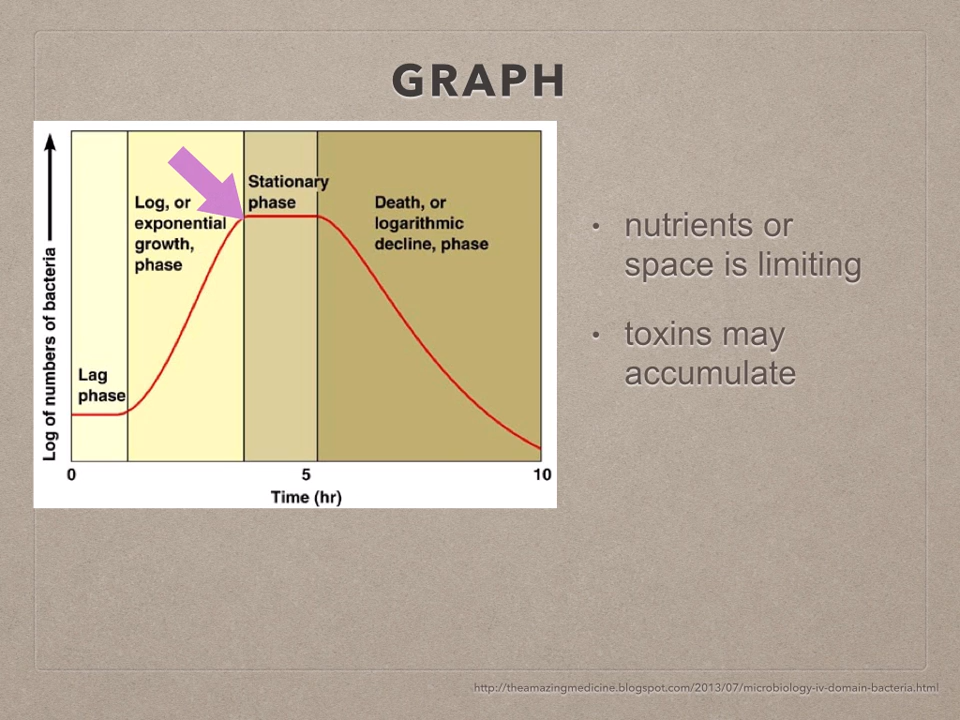 GRAPH
Log of numbers of bacteria
Lag
phase
Log, or
exponential
growth,
phase
Stationary
phase
Death, or
logarithmic
decline, phase
0
5
10
Time (hr)
• nutrients or
space is limiting
• toxins may
accumulate
http://theamazingmedicine.blogspot.com/2013/07/microbiology-iv-domain-bacteria.html